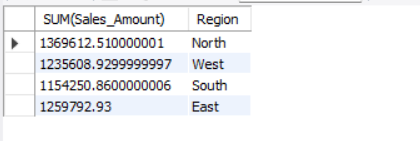 SUM(Sales_Amount) Region
1369612.510000001 North
1235608.9299999997 West
1154250.8600000006 South
1259792.93 East